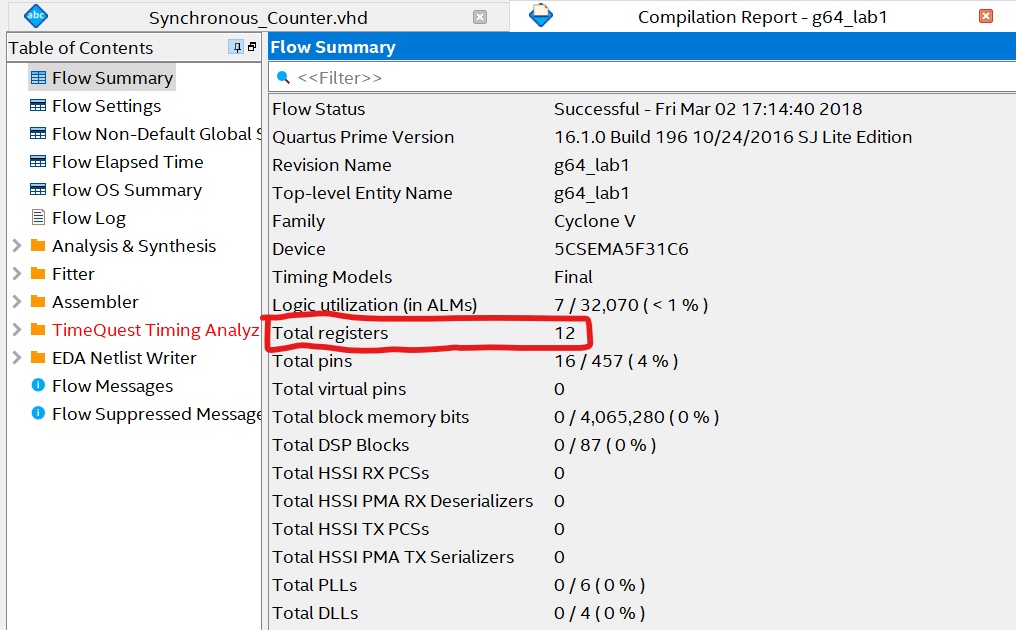 abc Synchronous_Counter.vhd Compilation Report - g64_lab1
Table of Contents
Flow Summary
Flow Settings
Flow Non-Default Global S
Flow Elapsed Time
Flow OS Summary
Flow Log
Analysis & Synthesis
Fitter
Assembler
TimeQuest Timing Analyz
EDA Netlist Writer
Flow Messages
Flow Suppressed Message
Flow Summary
<<Filter>>
Flow Status Successful - Fri Mar 02 17:14:40 2018
Quartus Prime Version 16.1.0 Build 196 10/24/2016 SJ Lite Edition
Revision Name g64_lab1
Top-level Entity Name g64_lab1
Family Cyclone V
Device 5CSEMA5F31C6
Timing Models Final
Logic utilization (in ALMs) 7 / 32,070 ( < 1 % )
Total registers 12
Total pins 16 / 457 ( 4 % )
Total virtual pins 0
Total block memory bits 0 / 4,065,280 ( 0 % )
Total DSP Blocks 0 / 87 ( 0 % )
Total HSSI RX PCSs 0
Total HSSI PMA RX Deserializers 0
Total HSSI TX PCSs 0
Total HSSI PMA TX Serializers 0
Total PLLs 0 / 6 ( 0 % )
Total DLLs 0 / 4 ( 0 % )